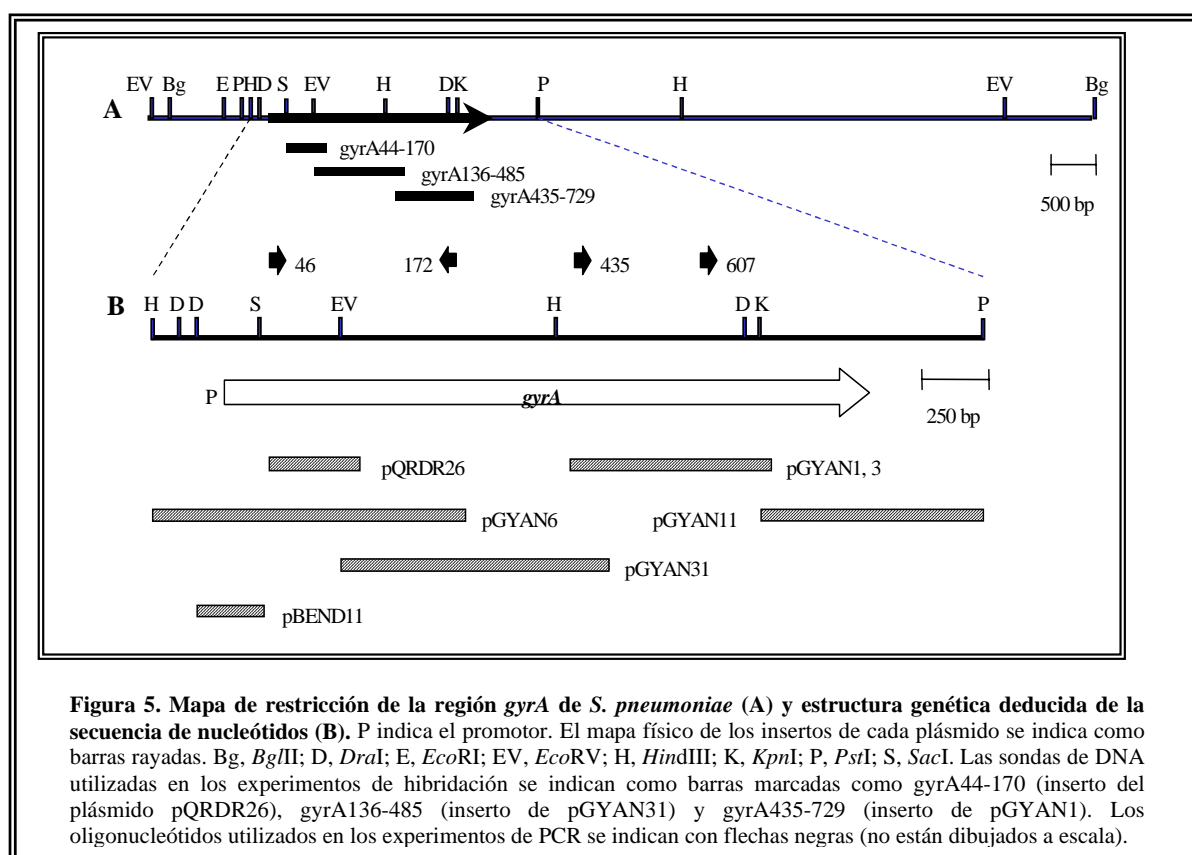 EV Bg E P H D S EV H D K P H EV Bg
A
gyrA44-170
gyrA136-485
gyrA435-729
500 bp
46 172 435 607
H D D S EV H D K P
B
P gyrA
250 bp
pQRDR26 pGYAN1, 3
pGYAN6 pGYAN11
pGYAN31
pBEND11
Figura 5. Mapa de restricción de la región gyrA de S. pneumoniae (A) y estructura genética deducida de la
secuencia de nucleótidos (B). P indica el promotor. El mapa físico de los insertos de cada plásmido se indica como
barras rayadas. Bg, BglII; D, DraI; E, EcoRI; EV, EcoRV; H, HindIII; K, KpnI; P, PstI; S, SacI. Las sondas de DNA
utilizadas en los experimentos de hibridación se indican como barras marcadas como gyrA44-170 (inserto del
plásmido pQRDR26), gyrA136-485 (inserto de pGYAN31) y gyrA435-729 (inserto de pGYAN1). Los
oligonucleótidos utilizados en los experimentos de PCR se indican con flechas negras (no están dibujados a escala).